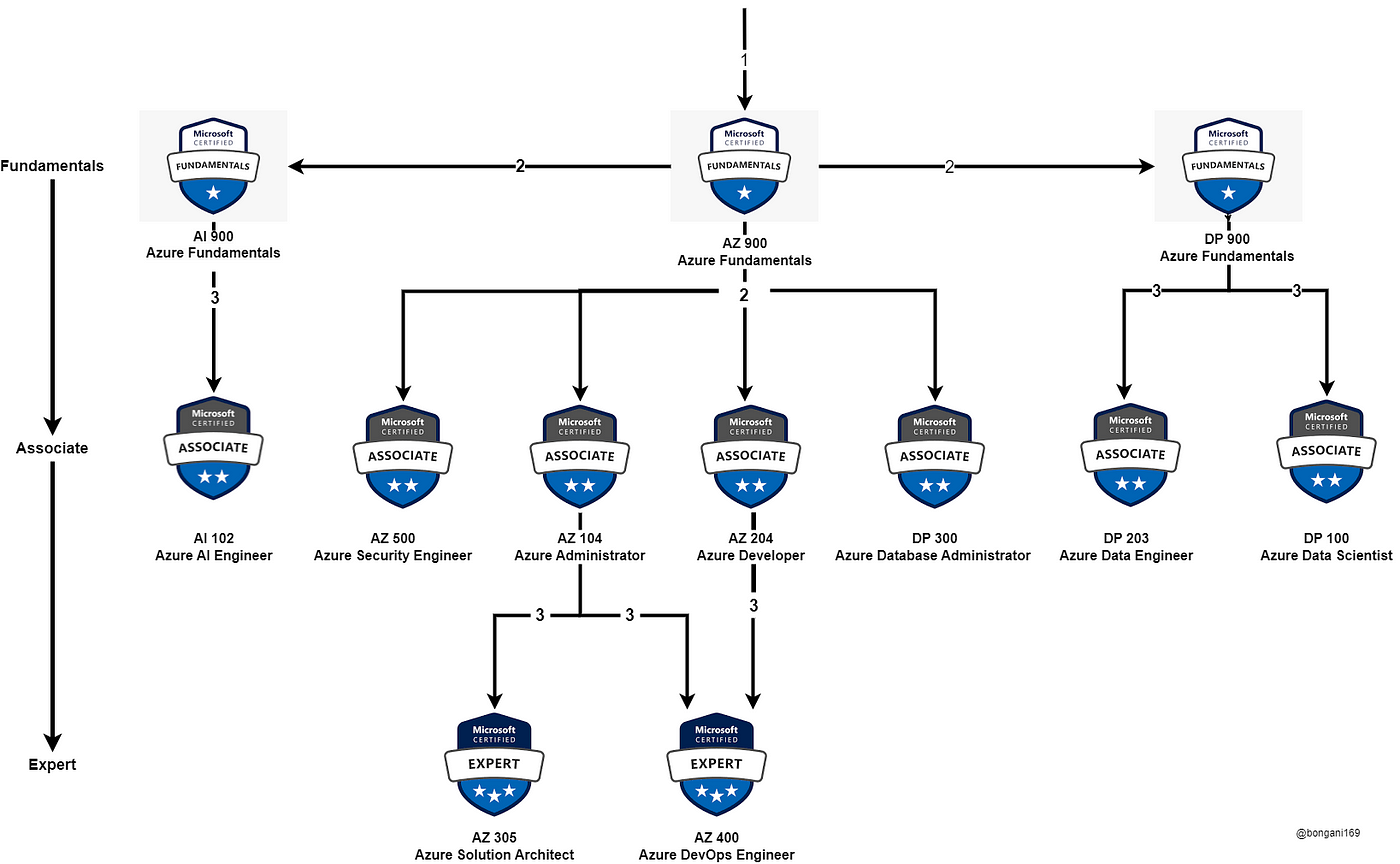 1
Microsoft
CERTIFIED
FUNDAMENTALS
Microsoft
CERTIFIED
FUNDAMENTALS
Microsoft
CERTIFIED
FUNDAMENTALS
Fundamentals
2
2
AI 900
Azure Fundamentals
AZ 900
Azure Fundamentals
DP 900
Azure Fundamentals
3
2
3
3
Microsoft
CERTIFIED
ASSOCIATE
Microsoft
CERTIFIED
ASSOCIATE
Microsoft
CERTIFIED
ASSOCIATE
Microsoft
CERTIFIED
ASSOCIATE
Microsoft
CERTIFIED
ASSOCIATE
Microsoft
CERTIFIED
ASSOCIATE
Microsoft
CERTIFIED
ASSOCIATE
Associate
AI 102
Azure AI Engineer
AZ 500
Azure Security Engineer
AZ 104
Azure Administrator
AZ 204
Azure Developer
DP 300
Azure Database Administrator
DP 203
Azure Data Engineer
DP 100
Azure Data Scientist
3
3
3
Microsoft
CERTIFIED
EXPERT
Microsoft
CERTIFIED
EXPERT
Expert
AZ 305
Azure Solution Architect
AZ 400
Azure DevOps Engineer
@bongani169